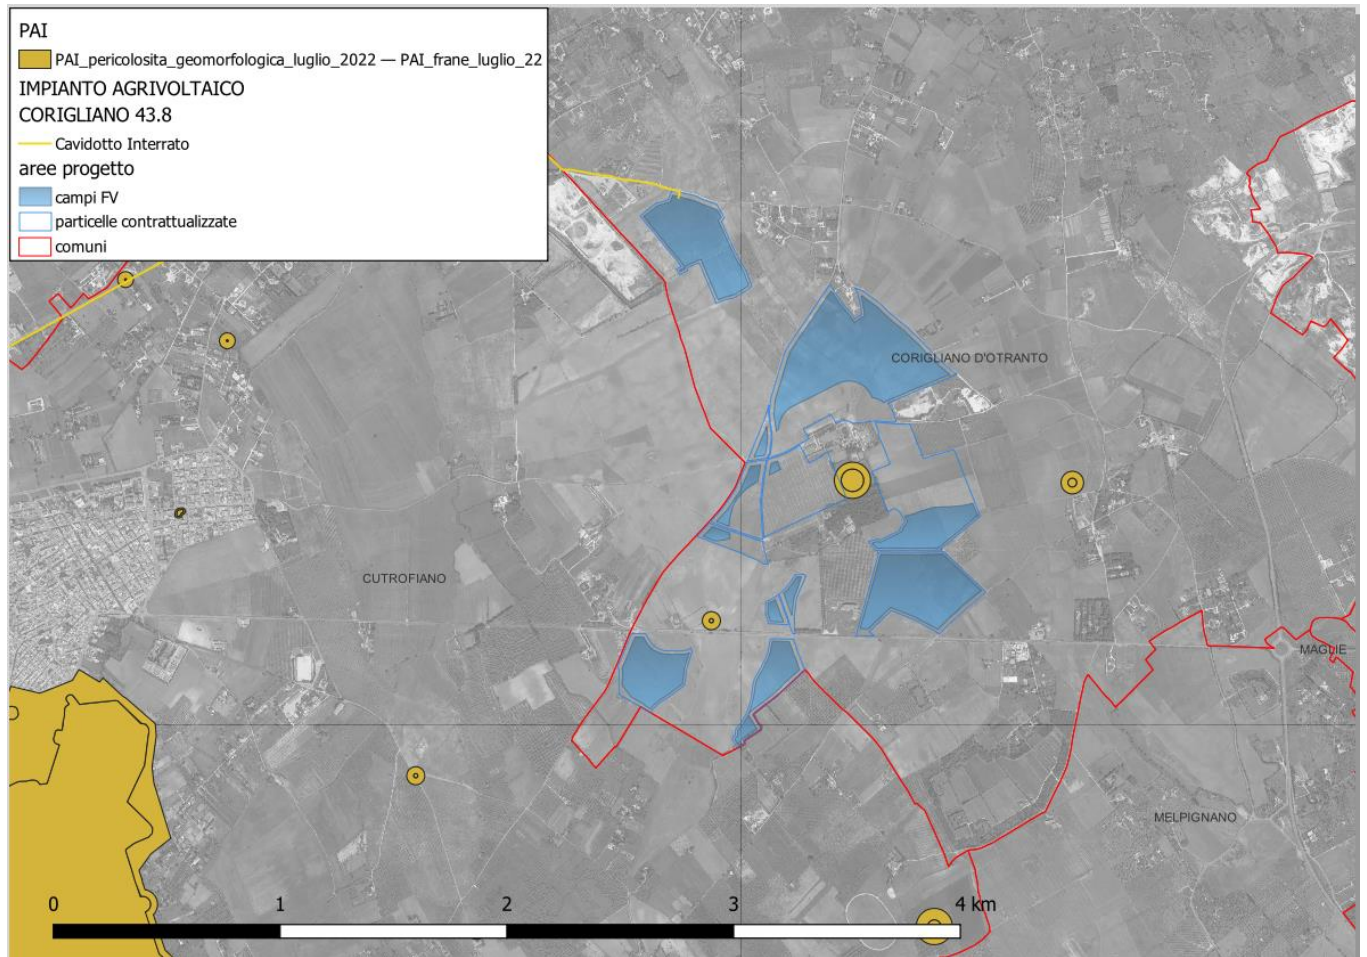 PAI
PAI_pericolosita_geomorfologica_luglio_2022 — PAI_frane_luglio_22
IMPIANTO AGRIVOLTAICO
CORIGLIANO 43.8
Cavidotto Interrato
aree progetto
campi FV
particelle contrattualizzate
comuni
CORIGLIANO D'OTRANTO
CUTROFIANO
MAGLIE
MELPIGNANO
0 1 2 3 4 km